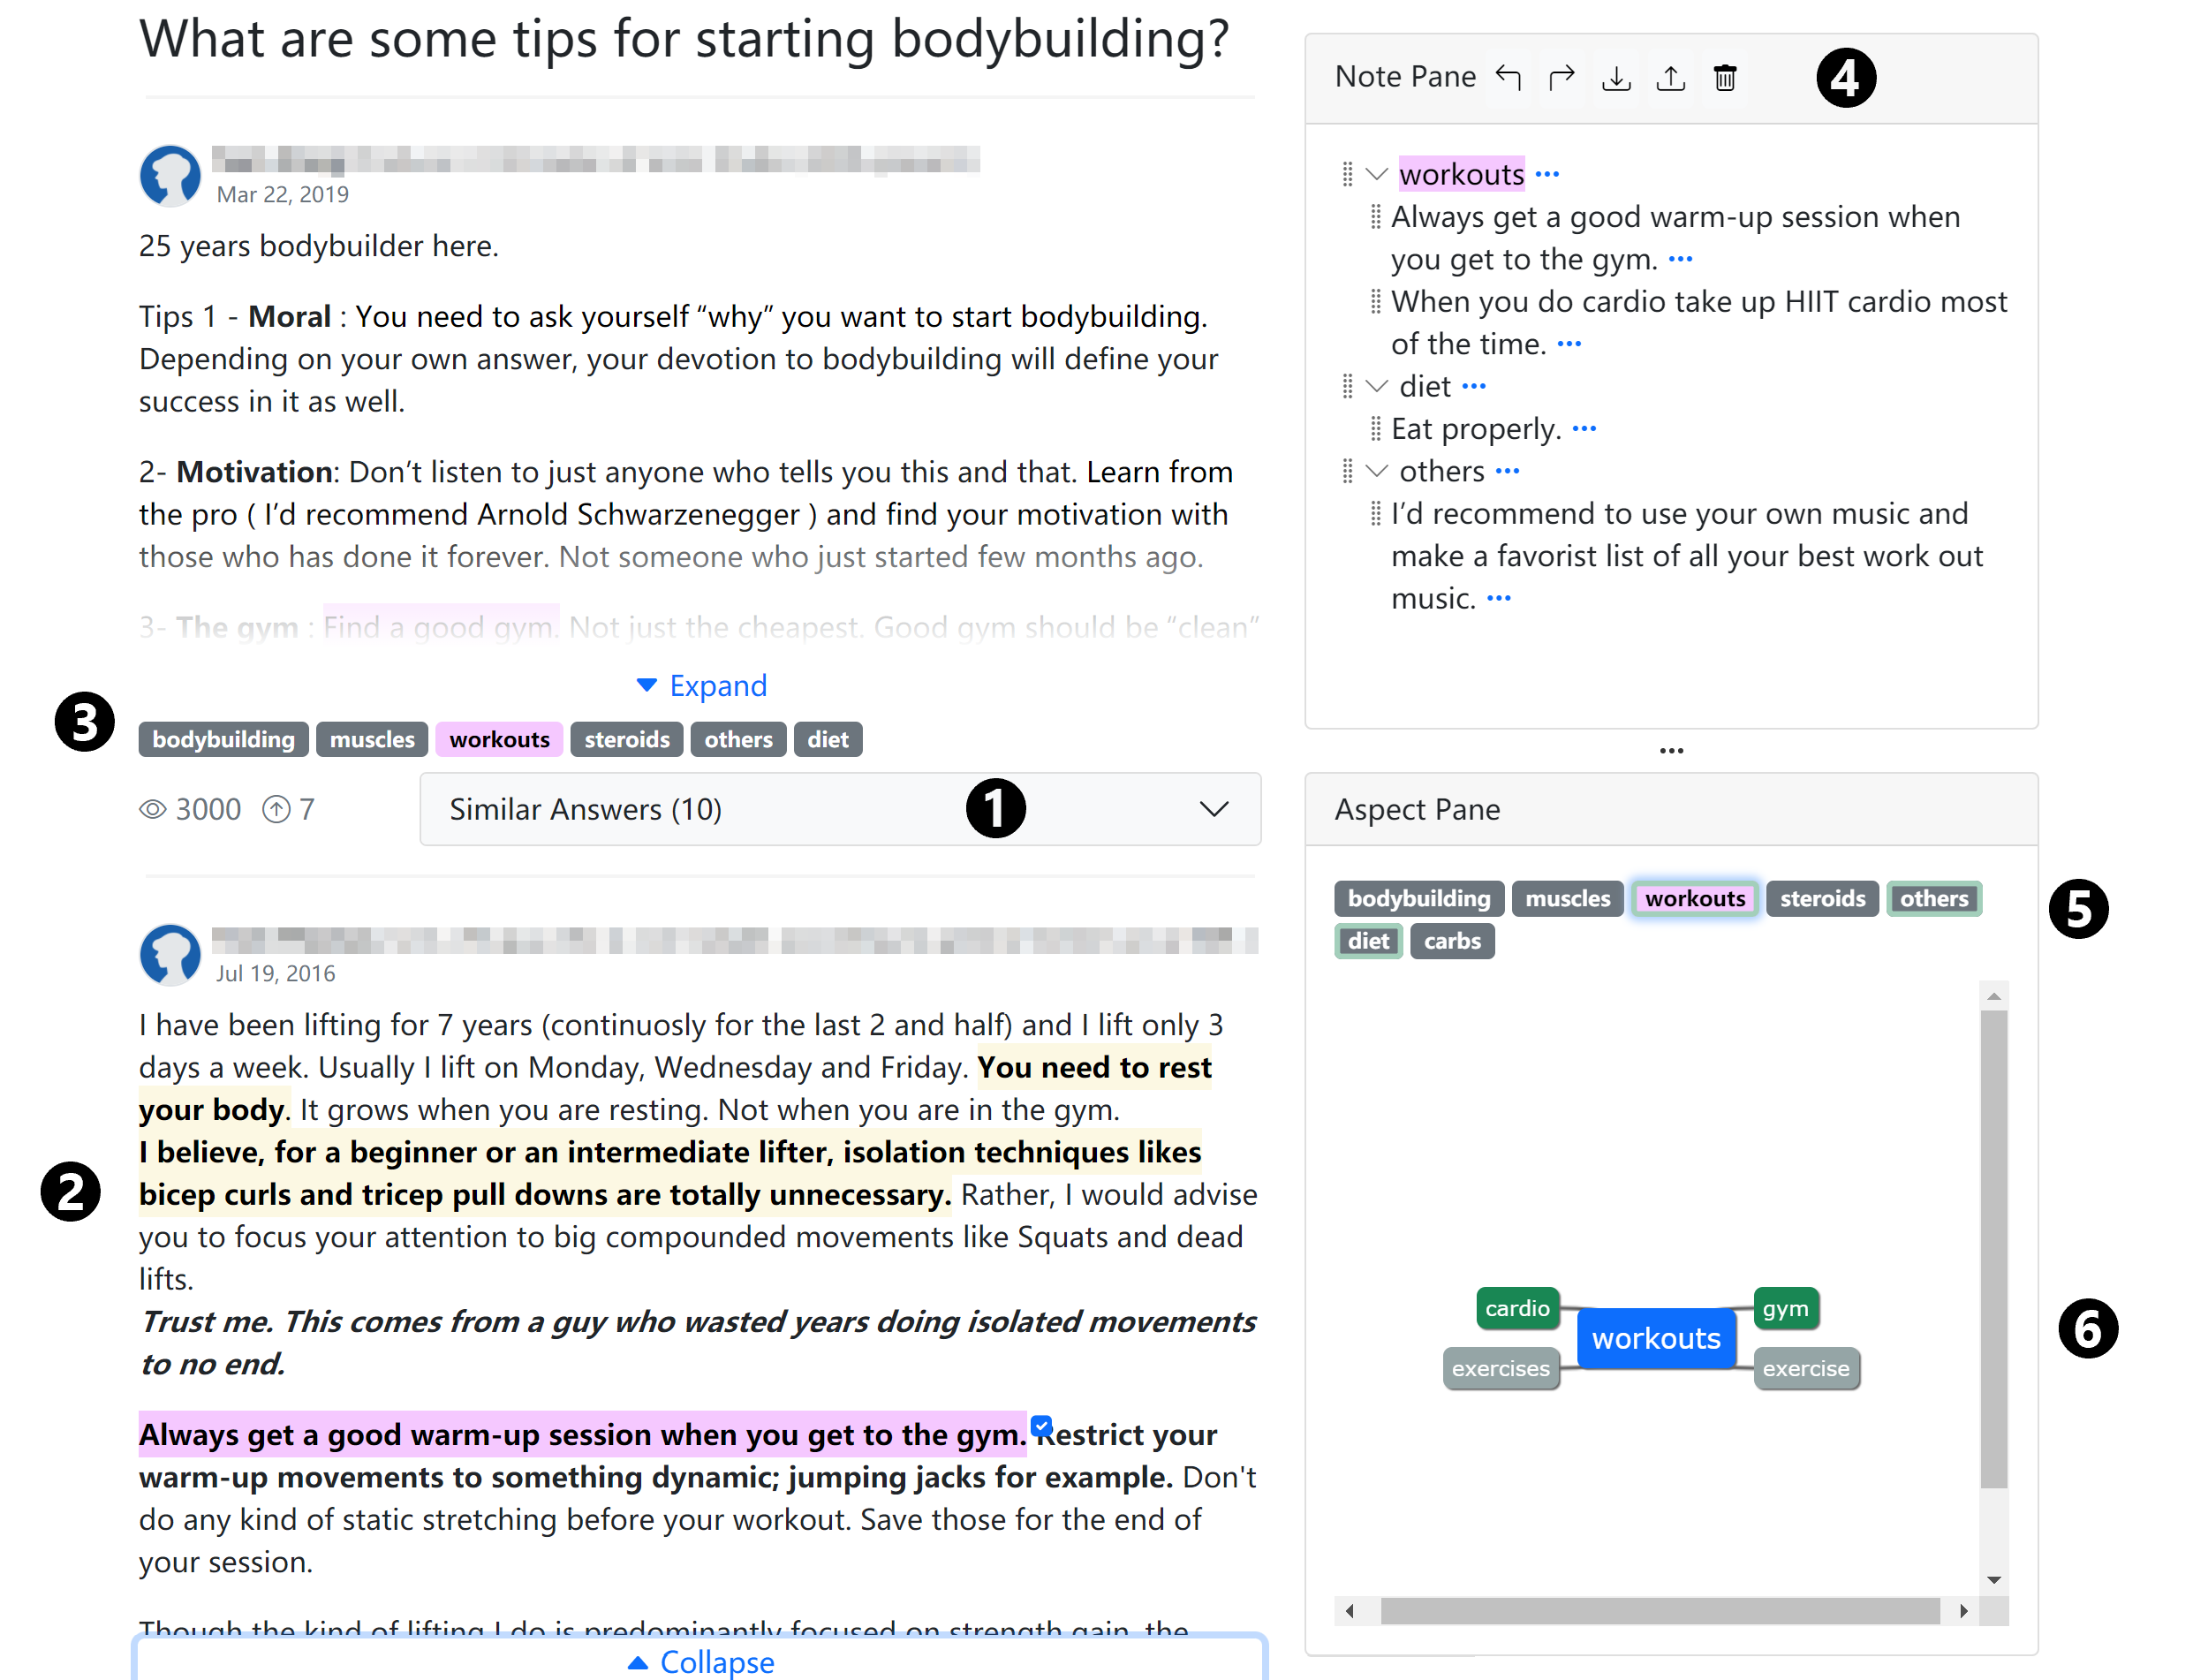 What are some tips for starting bodybuilding?
Mar 22, 2019
25 years bodybuilder here.
Tips 1 - Moral : You need to ask yourself “why” you want to start bodybuilding.
Depending on your own answer, your devotion to bodybuilding will define your
success in it as well.
2- Motivation: Don’t listen to just anyone who tells you this and that. Learn from
the pro ( I’d recommend Arnold Schwarzenegger ) and find your motivation with
those who has done it forever. Not someone who just started few months ago.
3- The gym : Find a good gym. Not just the cheapest. Good gym should be “clean”
Expand
3
bodybuilding muscles workouts steroids others diet
3000 7
Similar Answers (10)
1
Jul 19, 2016
I have been lifting for 7 years (continuosly for the last 2 and half) and I lift only 3
days a week. Usually I lift on Monday, Wednesday and Friday. You need to rest
your body. It grows when you are resting. Not when you are in the gym.
I believe, for a beginner or an intermediate lifter, isolation techniques likes
bicep curls and tricep pull downs are totally unnecessary. Rather, I would advise
2
you to focus your attention to big compounded movements like Squats and dead
lifts.
Trust me. This comes from a guy who wasted years doing isolated movements
to no end.
Always get a good warm-up session when you get to the gym. Restrict your
warm-up movements to something dynamic; jumping jacks for example. Don't
do any kind of static stretching before your workout. Save those for the end of
your session.
Though the kind of lifting I do is predominantly focused on strength gain, the
Collapse
Note Pane
4
workouts ...
Always get a good warm-up session when
you get to the gym. ...
When you do cardio take up HIIT cardio most
of the time. ...
diet ...
Eat properly. ...
others ...
I’d recommend to use your own music and
make a favorist list of all your best work out
music. ...
...
Aspect Pane
bodybuilding muscles workouts steroids others
5
diet carbs
cardio gym
workouts
6
exercises exercise